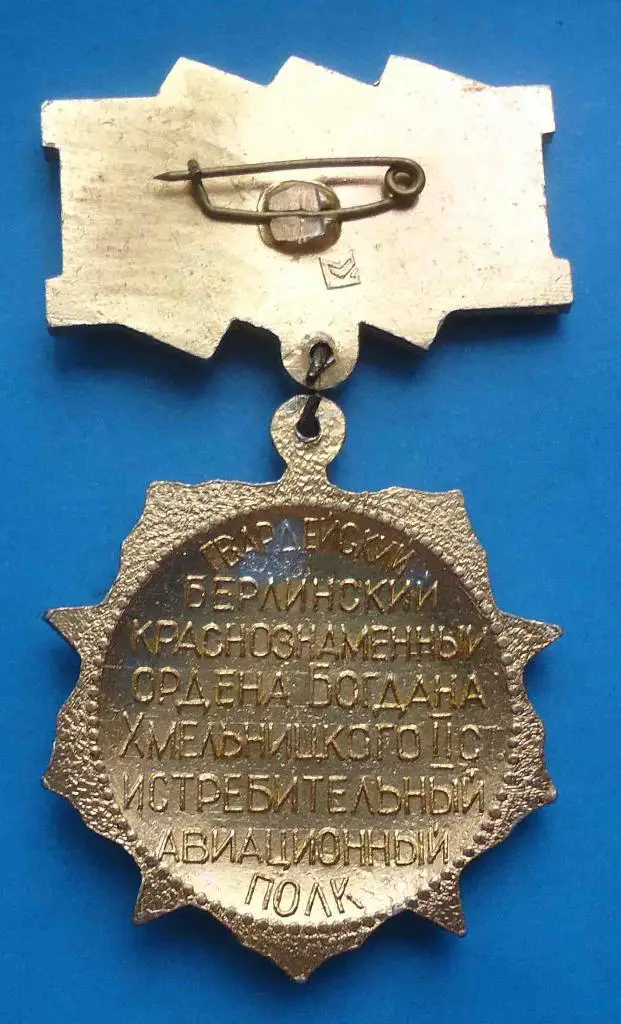 ГВАРДЕЙСКИЙ
БЕРЛИНСКИЙ
КРАСНОЗНАМЕННЫЙ
ОРДЕНА БОГДАНА
ХМЕЛЬНИЦКОГО II СТ.
ИСТРЕБИТЕЛЬНЫЙ
АВИАЦИОННЫЙ
ПОЛК